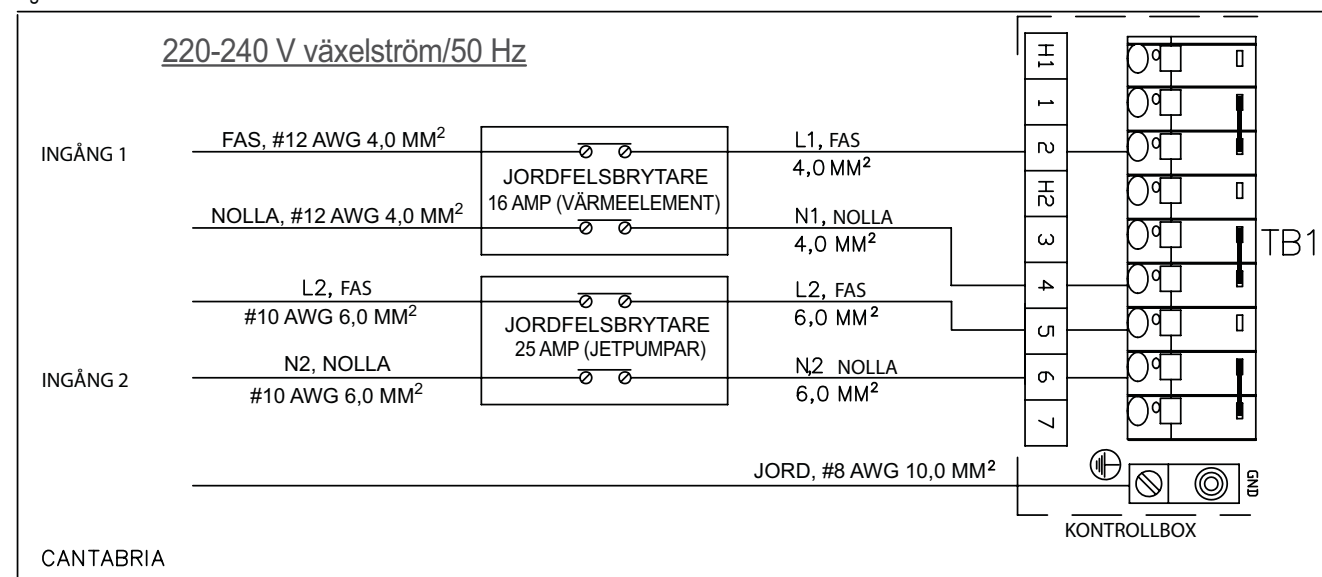 220-240 V växelström/50 Hz
INGÅNG 1
FAS, #12 AWG 4,0 MM²
JORDFELSBRYTARE
16 AMP (VÄRMEELEMENT)
L1, FAS
4,0 MM²
NOLLA, #12 AWG 4,0 MM²
N1, NOLLA
4,0 MM²
L2, FAS
#10 AWG 6,0 MM²
JORDFELSBRYTARE
25 AMP (JETPUMPAR)
L2, FAS
6,0 MM²
INGÅNG 2
N2, NOLLA
#10 AWG 6,0 MM²
N,2 NOLLA
6,0 MM²
H1
1
2
H2
3
4
5
6
7
TB1
JORD, #8 AWG 10,0 MM²
GND
KONTROLLBOX
CANTABRIA